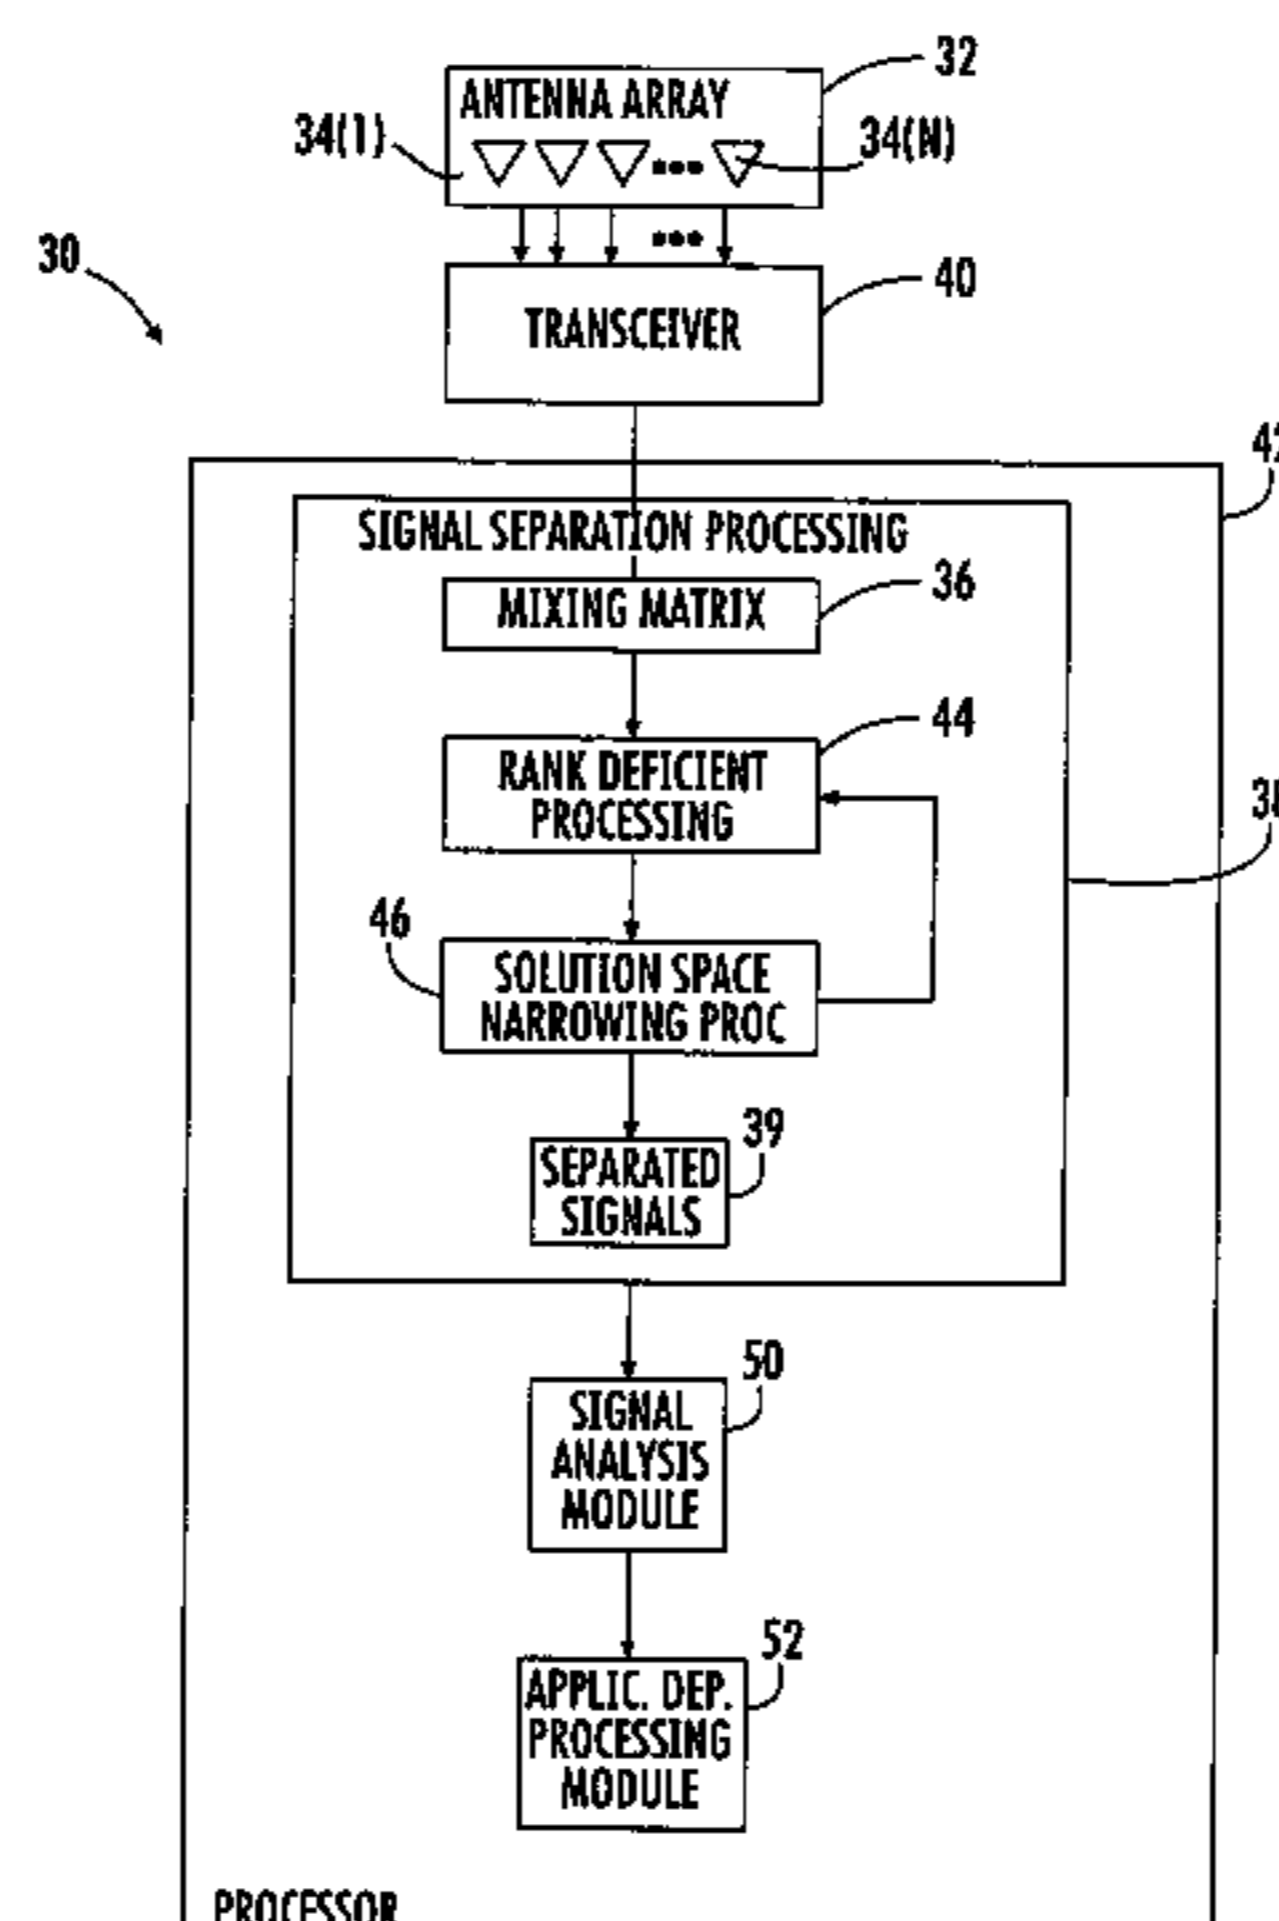 32
ANTENNA ARRAY
34(1)
34(N)
30
40
TRANSCEIVER
42
SIGNAL SEPARATION PROCESSING
36
MIXING MATRIX
44
RANK DEFICIENT
PROCESSING
46
SOLUTION SPACE
NARROWING PROC
39
SEPARATED
SIGNALS
50
SIGNAL
ANALYSIS
MODULE
52
APPLIC. DEP.
PROCESSING
MODULE
PROCESSOR